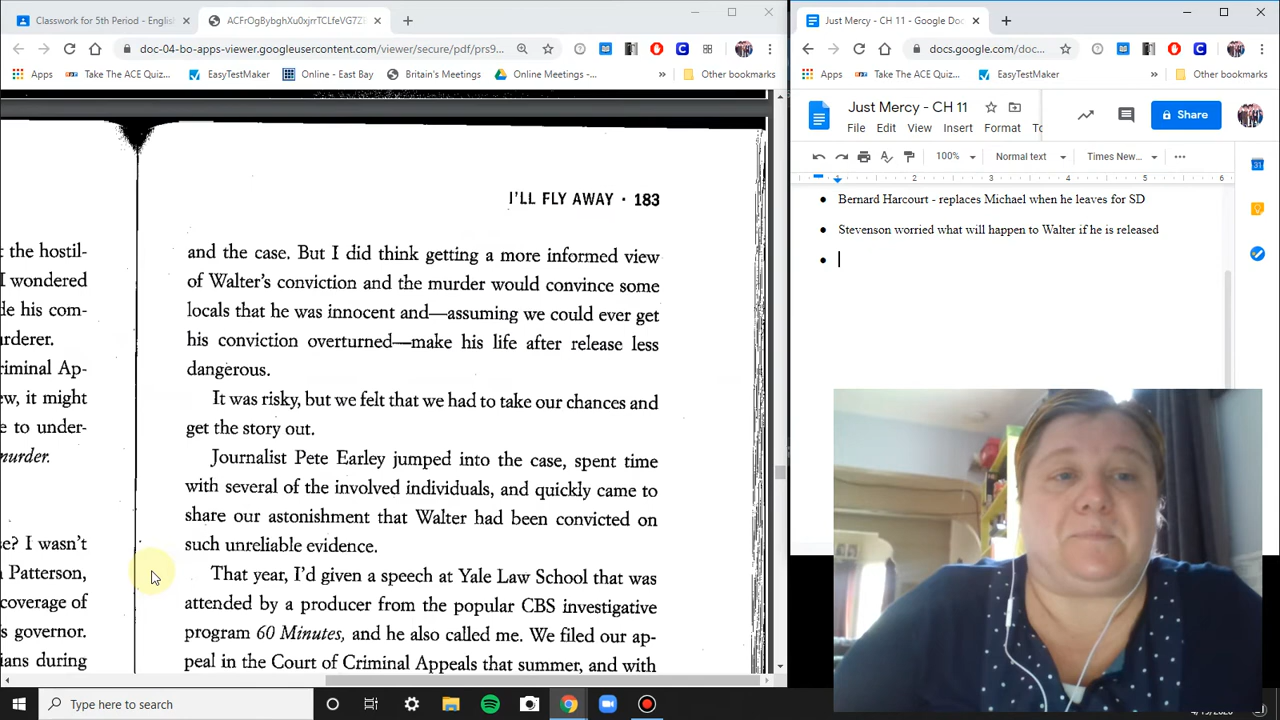 Classwork for 5th Period - English
ACFrOgBybghXu0xjrrTCLfeVG7Z
Just Mercy - CH 11 - Google Doc
doc-04-bo-apps-viewer.googleusercontent.com/viewer/secure/pdf/prs9...
docs.google.com/doc...
Apps
Take The ACE Quiz...
EasyTestMaker
Online - East Bay
Britain's Meetings
Online Meetings -...
»
Other bookmarks
Apps
Take The ACE Quiz...
EasyTestMaker
»
Other bookmarks
Just Mercy - CH 11
Share
File Edit View Insert Format To
100% Normal text Times New...
2 3 4 5 6
• Bernard Harcourt - replaces Michael when he leaves for SD
• Stevenson worried what will happen to Walter if he is released
•
I'LL FLY AWAY · 183
t the hostil-
I wondered
de his com-
rderer.
riminal Ap-
ew, it might
e to under-
murder.
se? I wasn't
Patterson,
coverage of
's governor.
ians during
and the case. But I did think getting a more informed view
of Walter's conviction and the murder would convince some
locals that he was innocent and—assuming we could ever get
his conviction overturned—make his life after release less
dangerous.
It was risky, but we felt that we had to take our chances and
get the story out.
Journalist Pete Earley jumped into the case, spent time
with several of the involved individuals, and quickly came to
share our astonishment that Walter had been convicted on
such unreliable evidence.
That year, I'd given a speech at Yale Law School that was
attended by a producer from the popular CBS investigative
program 60 Minutes, and he also called me. We filed our ap-
peal in the Court of Criminal Appeals that summer, and with
Type here to search